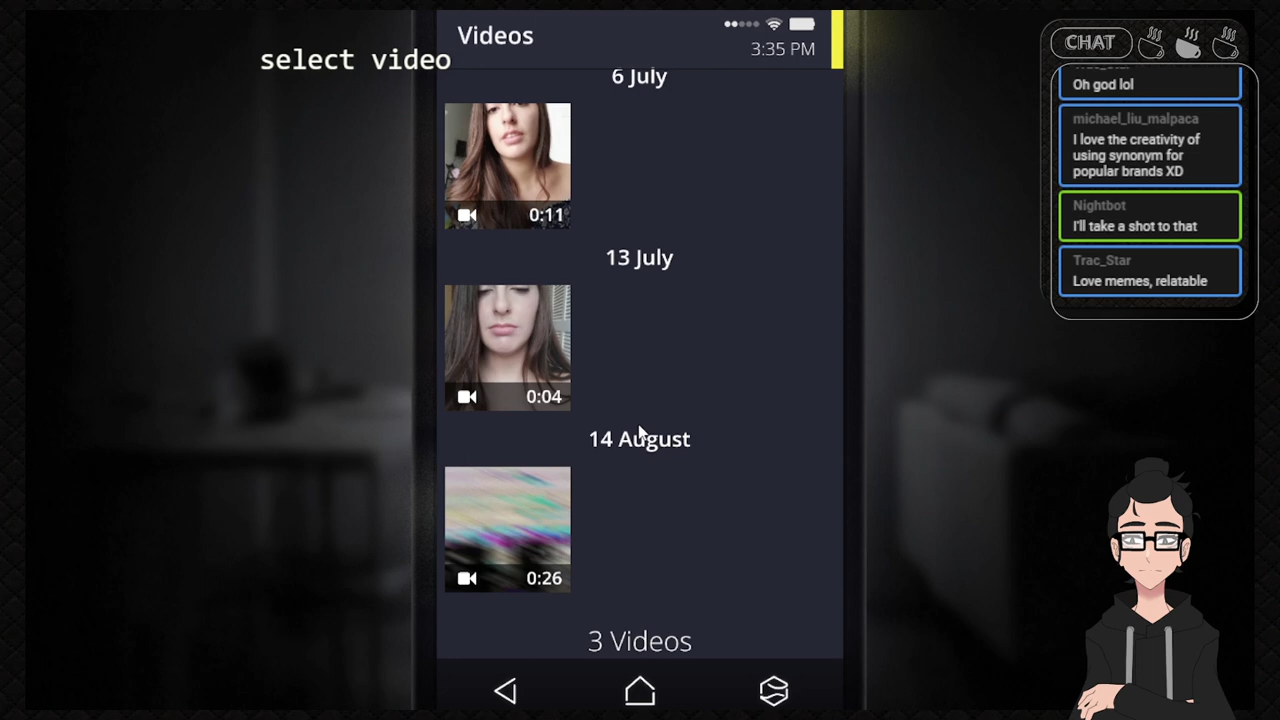 Videos
3:35 PM
select video
6 July
0:11
13 July
0:04
14 August
0:26
3 Videos
CHAT
Oh god lol
michael_liu_malpaca
I love the creativity of
using synonym for
popular brands XD
Nightbot
I'll take a shot to that
Trac_Star
Love memes, relatable